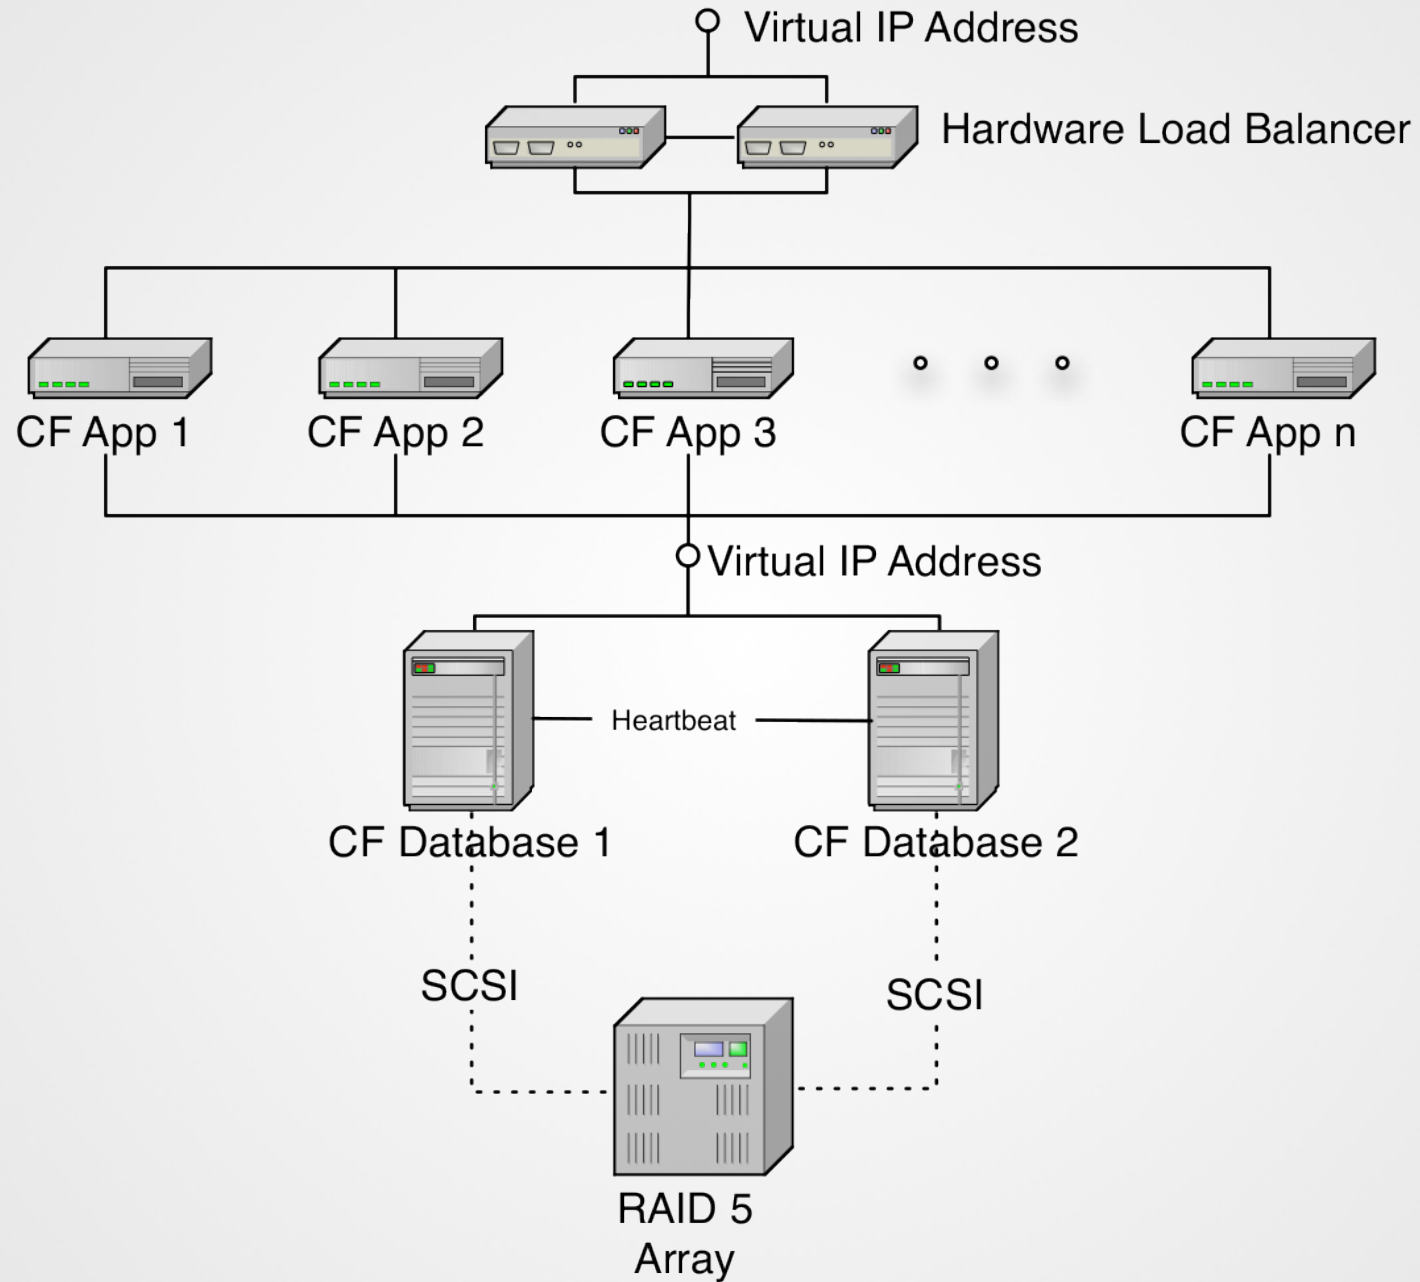 Virtual IP Address
Hardware Load Balancer
CF App 1
CF App 2
CF App 3
CF App n
Virtual IP Address
Heartbeat
CF Database 1
CF Database 2
SCSI
SCSI
RAID 5
Array